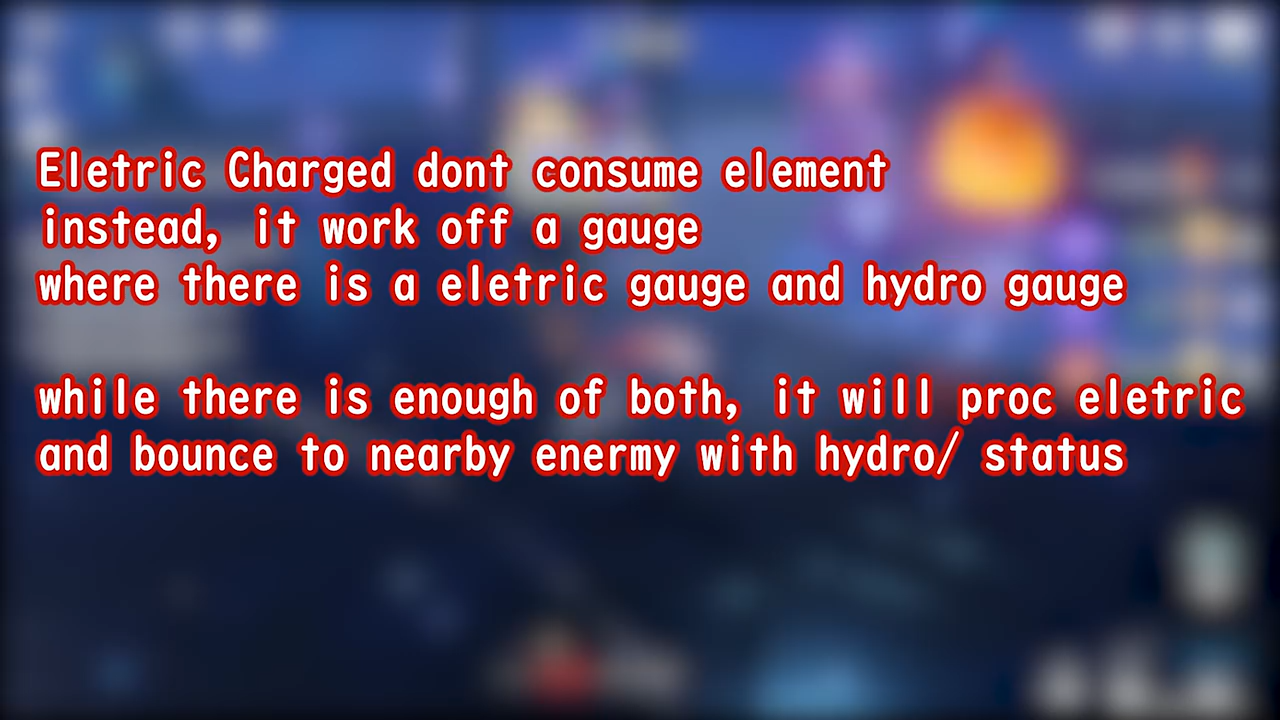 Eletric Charged dont consume element
instead, it work off a gauge
where there is a eletric gauge and hydro gauge
while there is enough of both, it will proc eletric
and bounce to nearby enermy with hydro/ status